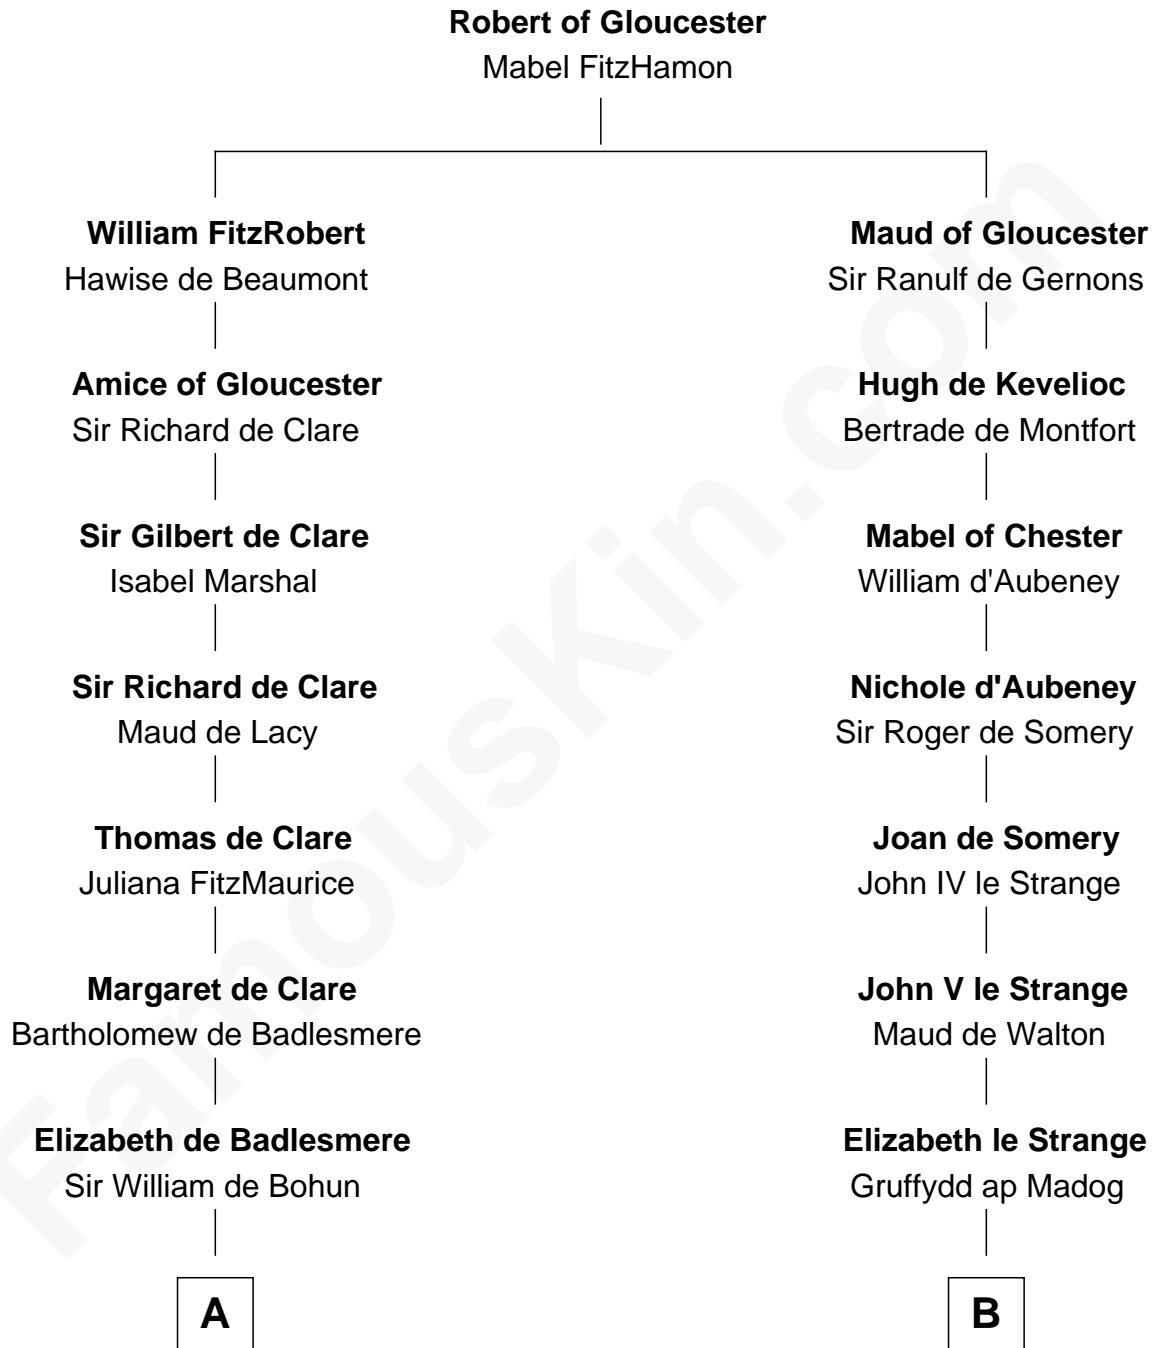 Robert of Gloucester
Mabel FitzHamon
William FitzRobert
Hawise de Beaumont
Maud of Gloucester
Sir Ranulf de Gernons
Amice of Gloucester
Sir Richard de Clare
Hugh de Kevelioc
Bertrade de Montfort
Sir Gilbert de Clare
Isabel Marshal
Mabel of Chester
William d'Aubeney
Sir Richard de Clare
Maud de Lacy
Nichole d'Aubeney
Sir Roger de Somery
Thomas de Clare
Juliana FitzMaurice
Joan de Somery
John IV le Strange
Margaret de Clare
Bartholomew de Badlesmere
John V le Strange
Maud de Walton
Elizabeth de Badlesmere
Sir William de Bohun
Elizabeth le Strange
Gruffydd ap Madog
A
B
FamousKin.com